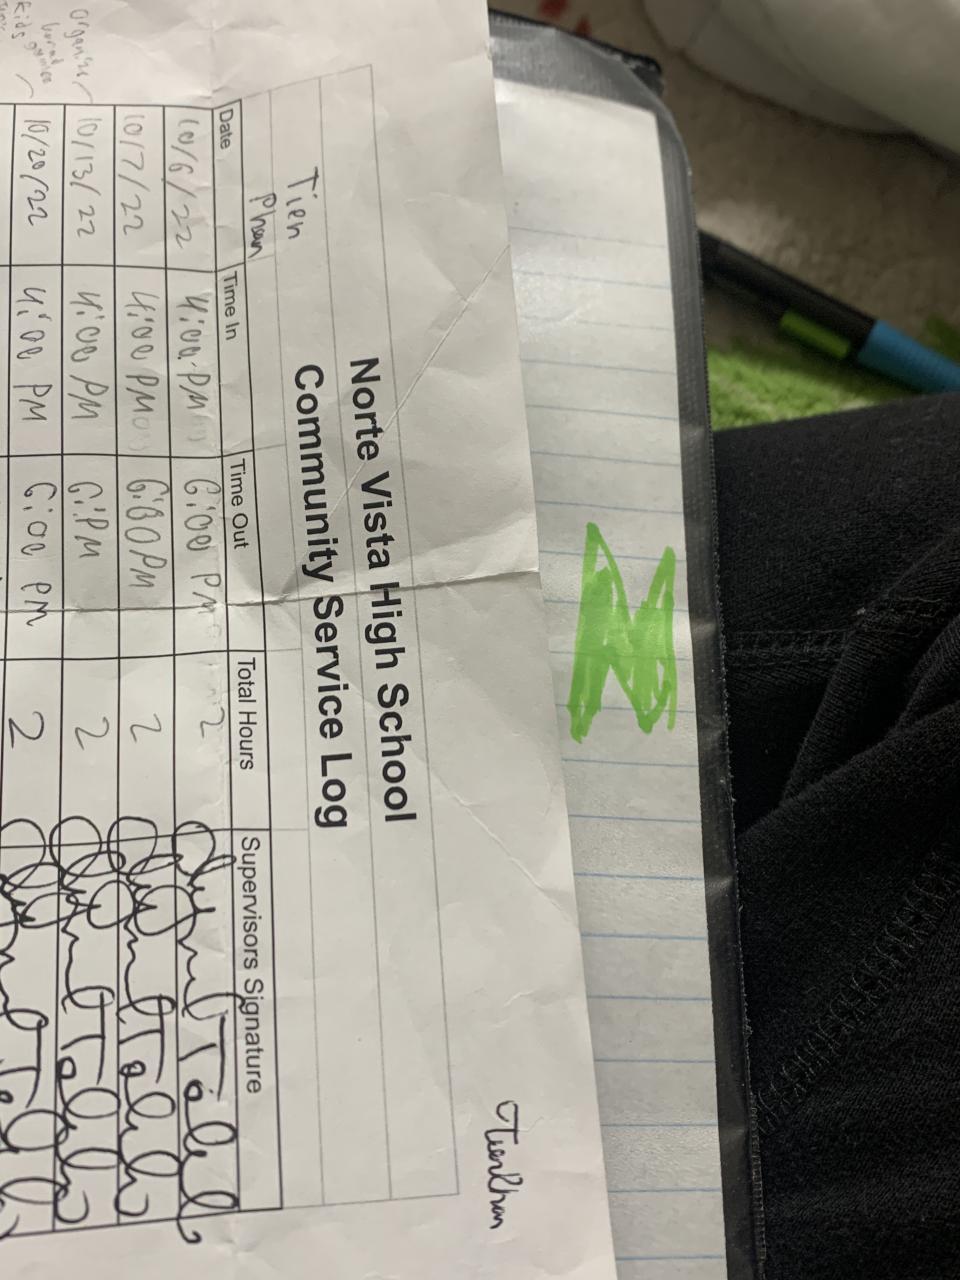 Norte Vista High School
Community Service Log
Tien
Phan
Date Time In Time Out Total Hours Supervisors Signature
10/6/22 4:00 PM 6:00 PM 2
10/7/22 4:00 PM 6:00 PM 2
10/13/22 4:00 PM 6:PM 2
10/20/22 4:00 PM 6:00 PM 2
organize
kids